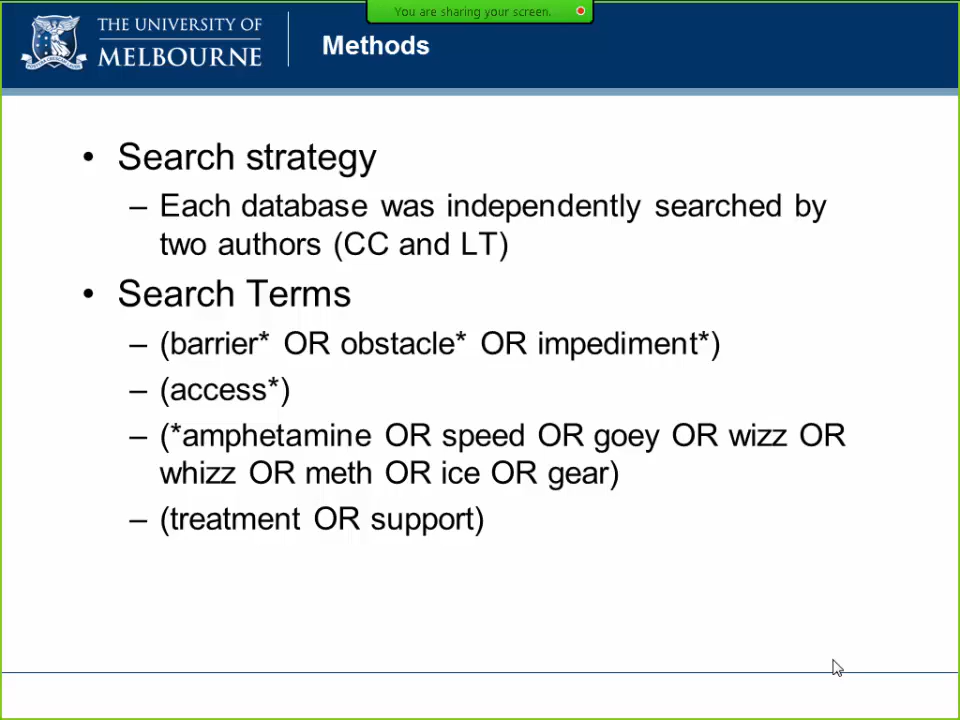 You are sharing your screen.
THE UNIVERSITY OF
MELBOURNE
Methods
• Search strategy
– Each database was independently searched by
two authors (CC and LT)
• Search Terms
– (barrier* OR obstacle* OR impediment*)
– (access*)
– (*amphetamine OR speed OR goey OR wizz OR
whizz OR meth OR ice OR gear)
– (treatment OR support)